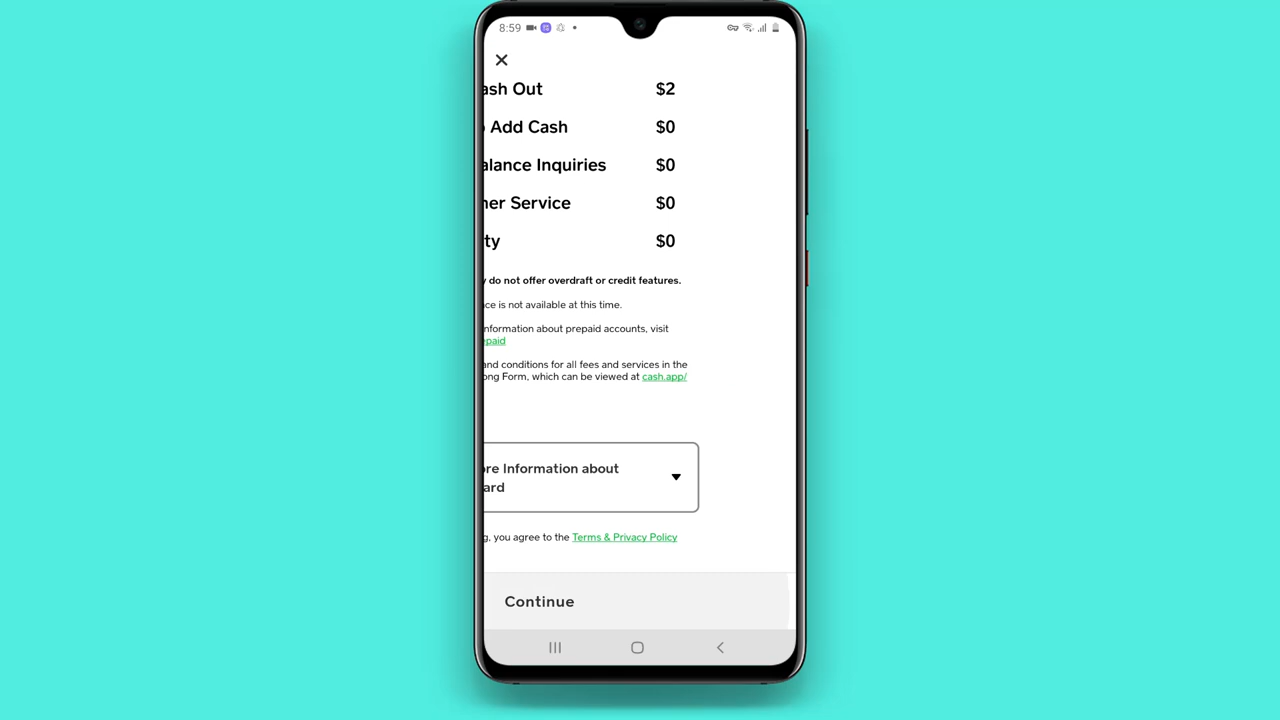 8:59
ash Out $2
Add Cash $0
alance Inquiries $0
ner Service $0
ty $0
do not offer overdraft or credit features.
ce is not available at this time.
nformation about prepaid accounts, visit
epaid
and conditions for all fees and services in the
ong Form, which can be viewed at cash.app/
ore Information about
ard
g, you agree to the Terms & Privacy Policy
Continue